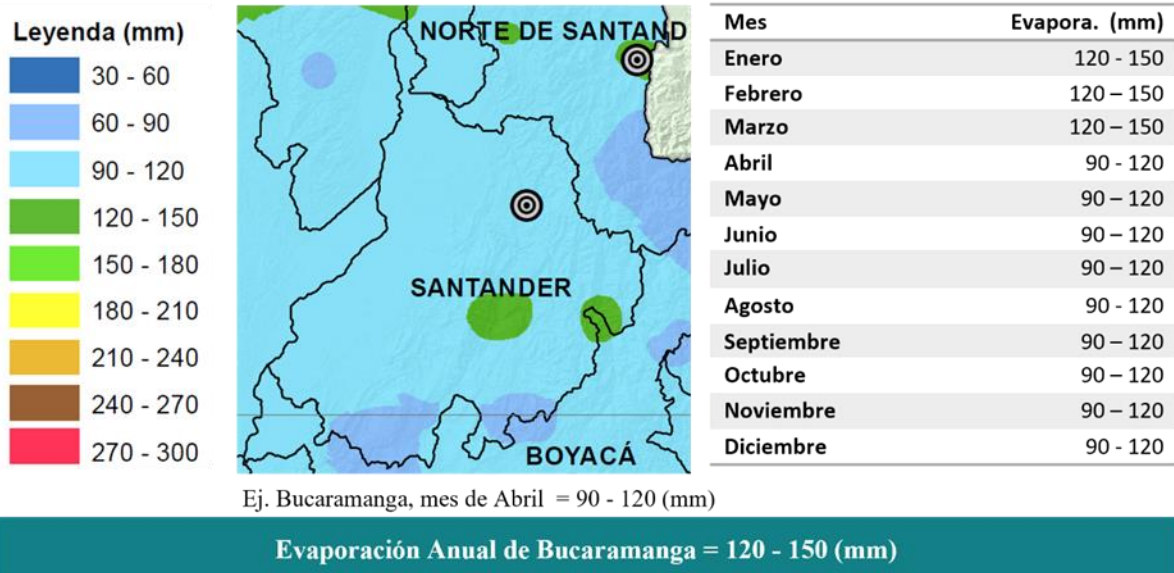 Leyenda (mm)
30 - 60
60 - 90
90 - 120
120 - 150
150 - 180
180 - 210
210 - 240
240 - 270
270 - 300
NORTE DE SANTAND
SANTANDER
BOYACÁ
Mes Evapora. (mm)
Enero 120 - 150
Febrero 120 – 150
Marzo 120 – 150
Abril 90 - 120
Mayo 90 – 120
Junio 90 – 120
Julio 90 – 120
Agosto 90 - 120
Septiembre 90 – 120
Octubre 90 – 120
Noviembre 90 – 120
Diciembre 90 - 120
Ej. Bucaramanga, mes de Abril = 90 - 120 (mm)
Evaporación Anual de Bucaramanga = 120 - 150 (mm)